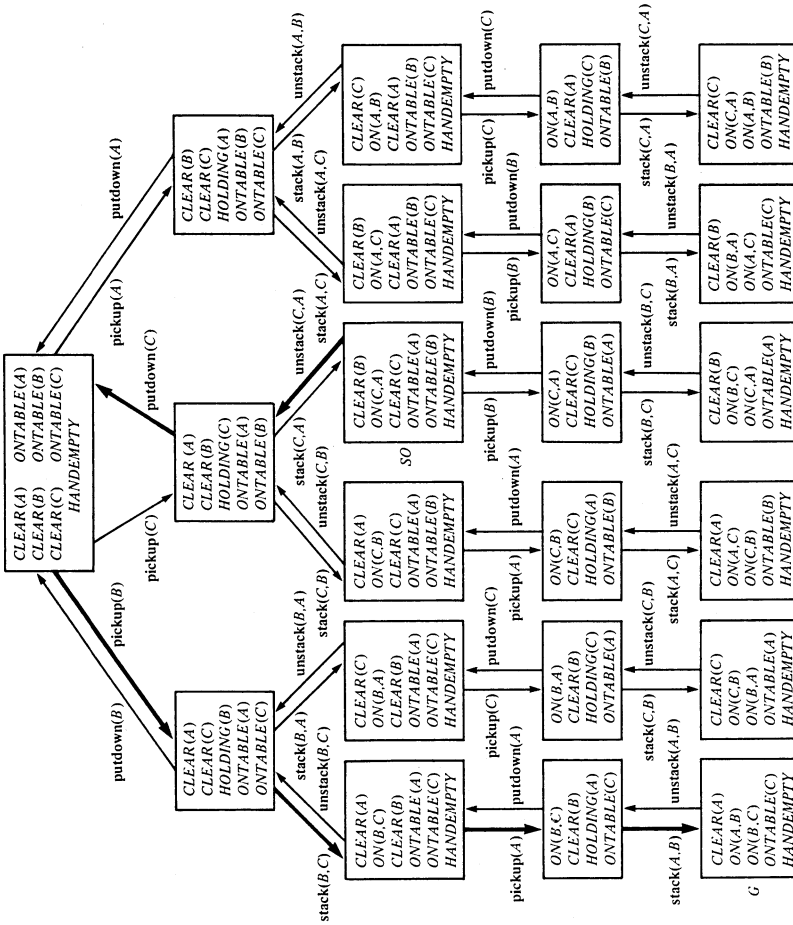 CLEAR(A) ONTABLE(A)
CLEAR(B) ONTABLE(B)
CLEAR(C) ONTABLE(C)
HANDEMPTY
putdown(B)
pickup(B)
pickup(C)
putdown(C)
pickup(A)
putdown(A)
CLEAR(A)
CLEAR(C)
HOLDING(B)
ONTABLE(A)
ONTABLE(C)
CLEAR (A)
CLEAR(B)
HOLDING(C)
ONTABLE(A)
ONTABLE(B)
CLEAR(B)
CLEAR(C)
HOLDING(A)
ONTABLE(B)
ONTABLE(C)
stack(B,C)
unstack(B,C)
stack(B,A)
unstack(B,A)
stack(C,B)
unstack(C,B)
stack(C,A)
unstack(C,A)
stack(A,C)
unstack(A,C)
stack(A,B)
unstack(A,B)
CLEAR(A)
ON(B,C)
CLEAR(B)
ONTABLE(A)
ONTABLE(C)
HANDEMPTY
CLEAR(C)
ON(B,A)
CLEAR(B)
ONTABLE(A)
ONTABLE(C)
HANDEMPTY
CLEAR(A)
ON(C,B)
CLEAR(C)
ONTABLE(A)
ONTABLE(B)
HANDEMPTY
SO
CLEAR(B)
ON(C,A)
CLEAR(C)
ONTABLE(A)
ONTABLE(B)
HANDEMPTY
CLEAR(B)
ON(A,C)
CLEAR(A)
ONTABLE(B)
ONTABLE(C)
HANDEMPTY
CLEAR(C)
ON(A,B)
CLEAR(A)
ONTABLE(B)
ONTABLE(C)
HANDEMPTY
pickup(A)
putdown(A)
pickup(C)
putdown(C)
pickup(A)
putdown(A)
pickup(B)
putdown(B)
pickup(B)
putdown(B)
pickup(C)
putdown(C)
ON(B,C)
CLEAR(B)
HOLDING(A)
ONTABLE(C)
ON(B,A)
CLEAR(B)
HOLDING(C)
ONTABLE(A)
ON(C,B)
CLEAR(C)
HOLDING(A)
ONTABLE(B)
ON(C,A)
CLEAR(C)
HOLDING(B)
ONTABLE(A)
ON(A,C)
CLEAR(A)
HOLDING(B)
ONTABLE(C)
ON(A,B)
CLEAR(A)
HOLDING(C)
ONTABLE(B)
stack(A,B)
unstack(A,B)
stack(C,B)
unstack(C,B)
stack(A,C)
unstack(A,C)
stack(B,C)
unstack(B,C)
stack(B,A)
unstack(B,A)
stack(C,A)
unstack(C,A)
G
CLEAR(A)
ON(A,B)
ON(B,C)
ONTABLE(C)
HANDEMPTY
CLEAR(C)
ON(C,B)
ON(B,A)
ONTABLE(A)
HANDEMPTY
CLEAR(A)
ON(A,C)
ON(C,B)
ONTABLE(B)
HANDEMPTY
CLEAR(B)
ON(B,C)
ON(C,A)
ONTABLE(A)
HANDEMPTY
CLEAR(B)
ON(B,A)
ON(A,C)
ONTABLE(C)
HANDEMPTY
CLEAR(C)
ON(C,A)
ON(A,B)
ONTABLE(B)
HANDEMPTY